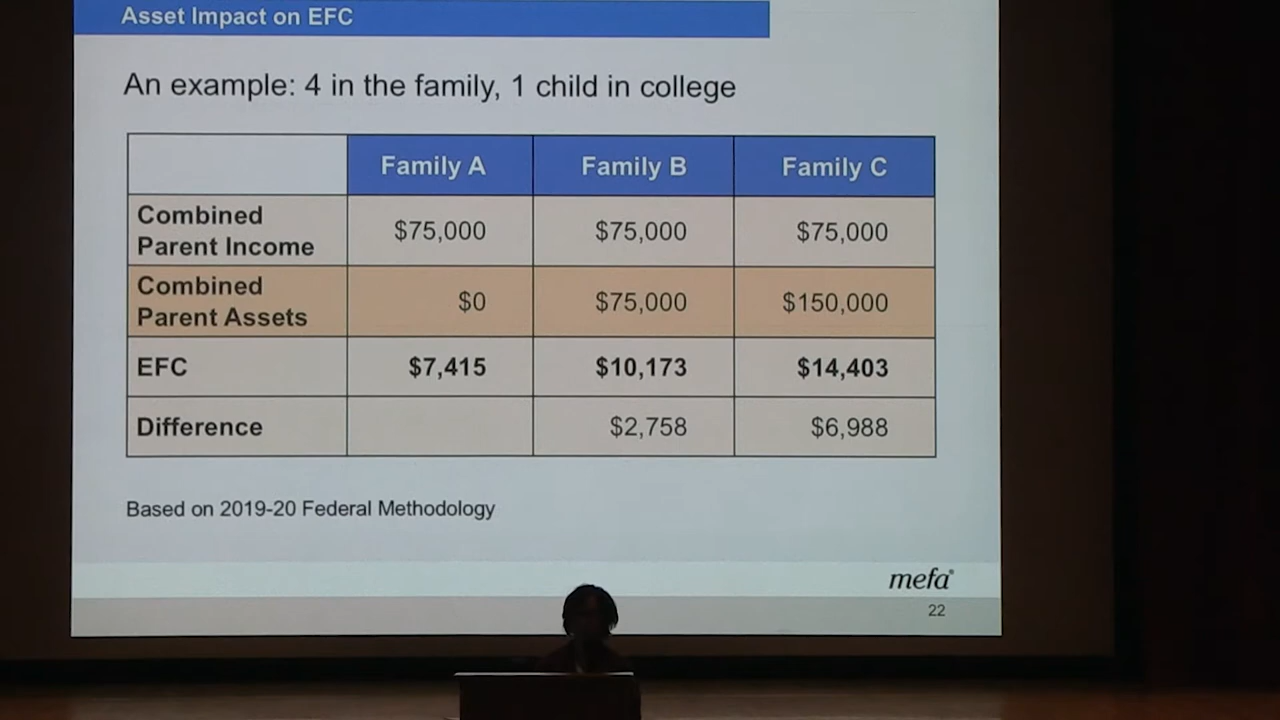 Asset Impact on EFC
An example: 4 in the family, 1 child in college
Family A Family B Family C
Combined
Parent Income $75,000 $75,000 $75,000
Combined
Parent Assets $0 $75,000 $150,000
EFC $7,415 $10,173 $14,403
Difference $2,758 $6,988
Based on 2019-20 Federal Methodology
mefa®
22